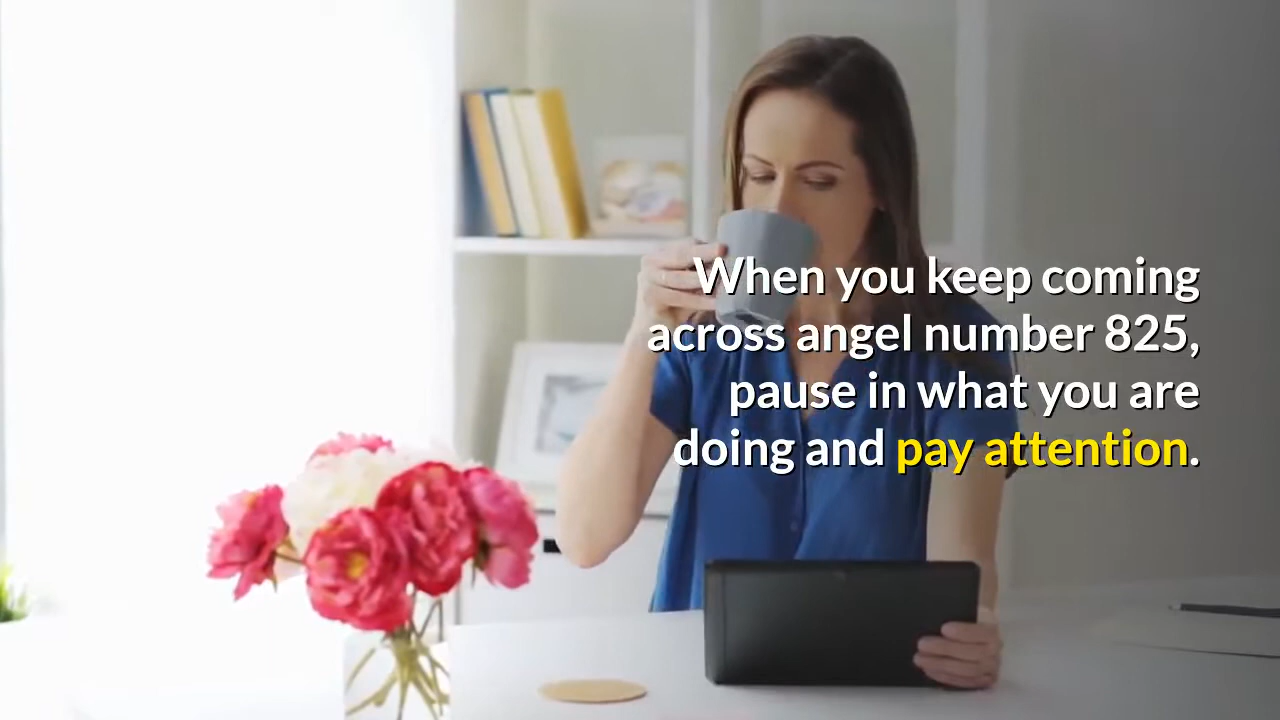 When you keep coming
across angel number 825,
pause in what you are
doing and pay attention.